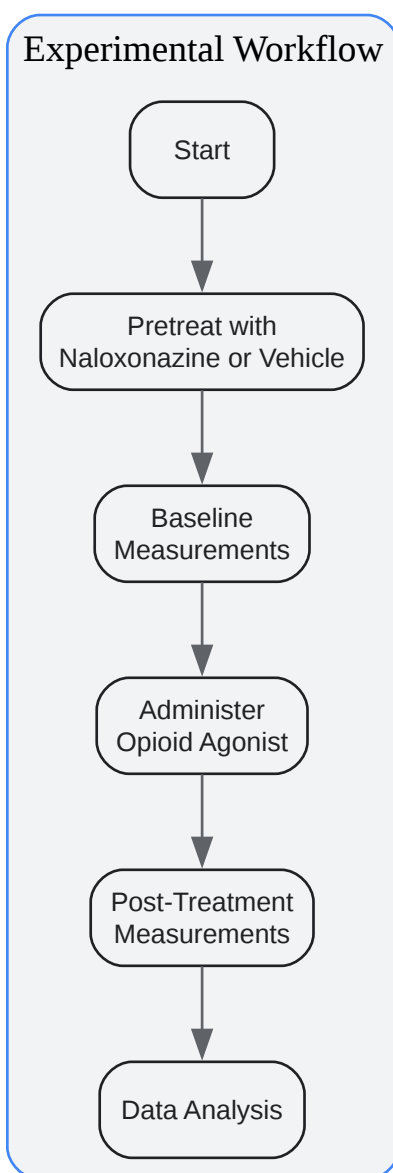 Experimental Workflow
Start
Pretreat with
Naloxonazine or Vehicle
Baseline
Measurements
Administer
Opioid Agonist
Post-Treatment
Measurements
Data Analysis